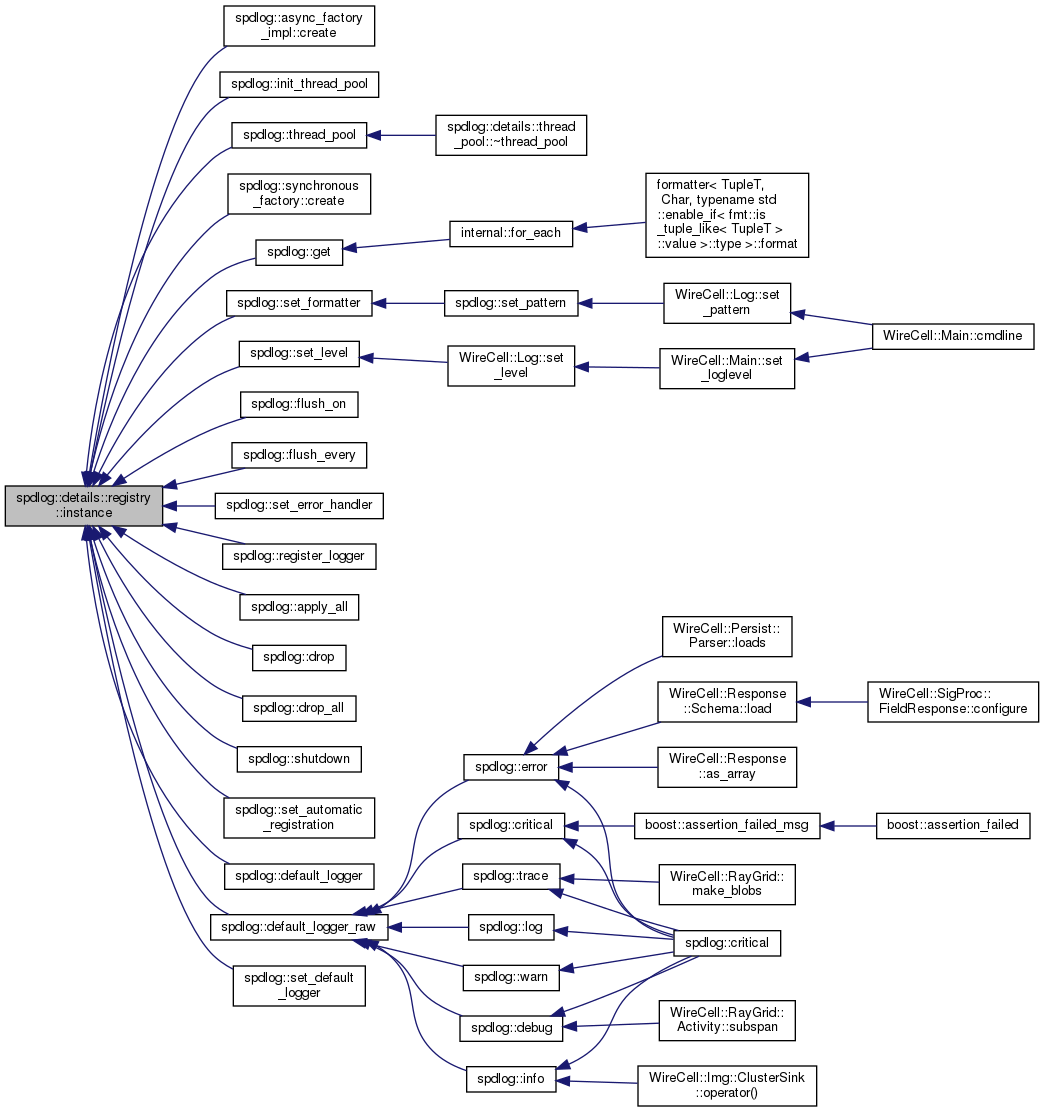 spdlog::async_factory
_impl::create
spdlog::init_thread_pool
spdlog::thread_pool
spdlog::details::thread
_pool::~thread_pool
spdlog::synchronous
_factory::create
formatter< TupleT,
Char, typename std
::enable_if< fmt::is
_tuple_like< TupleT >
::value >::type >::format
internal::for_each
spdlog::get
spdlog::set_formatter
spdlog::set_pattern
WireCell::Log::set
_pattern
WireCell::Main::cmdline
spdlog::set_level
WireCell::Log::set
_level
WireCell::Main::set
_loglevel
spdlog::flush_on
spdlog::flush_every
spdlog::details::registry
::instance
spdlog::set_error_handler
spdlog::register_logger
spdlog::apply_all
spdlog::drop
WireCell::Persist::
Parser::loads
spdlog::drop_all
WireCell::Response
::Schema::load
WireCell::SigProc::
FieldResponse::configure
spdlog::shutdown
spdlog::error
WireCell::Response
::as_array
spdlog::set_automatic
_registration
spdlog::critical
boost::assertion_failed_msg
boost::assertion_failed
spdlog::default_logger
spdlog::trace
WireCell::RayGrid::
make_blobs
spdlog::default_logger_raw
spdlog::log
spdlog::critical
spdlog::set_default
_logger
spdlog::warn
spdlog::debug
WireCell::RayGrid::
Activity::subspan
spdlog::info
WireCell::Img::ClusterSink
::operator()